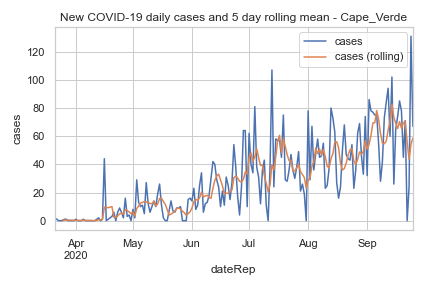 New COVID-19 daily cases and 5 day rolling mean - Cape_Verde
cases
cases (rolling)
120
100
80
60
40
20
0
cases
Apr
2020
May
Jun
Jul
Aug
Sep
dateRep